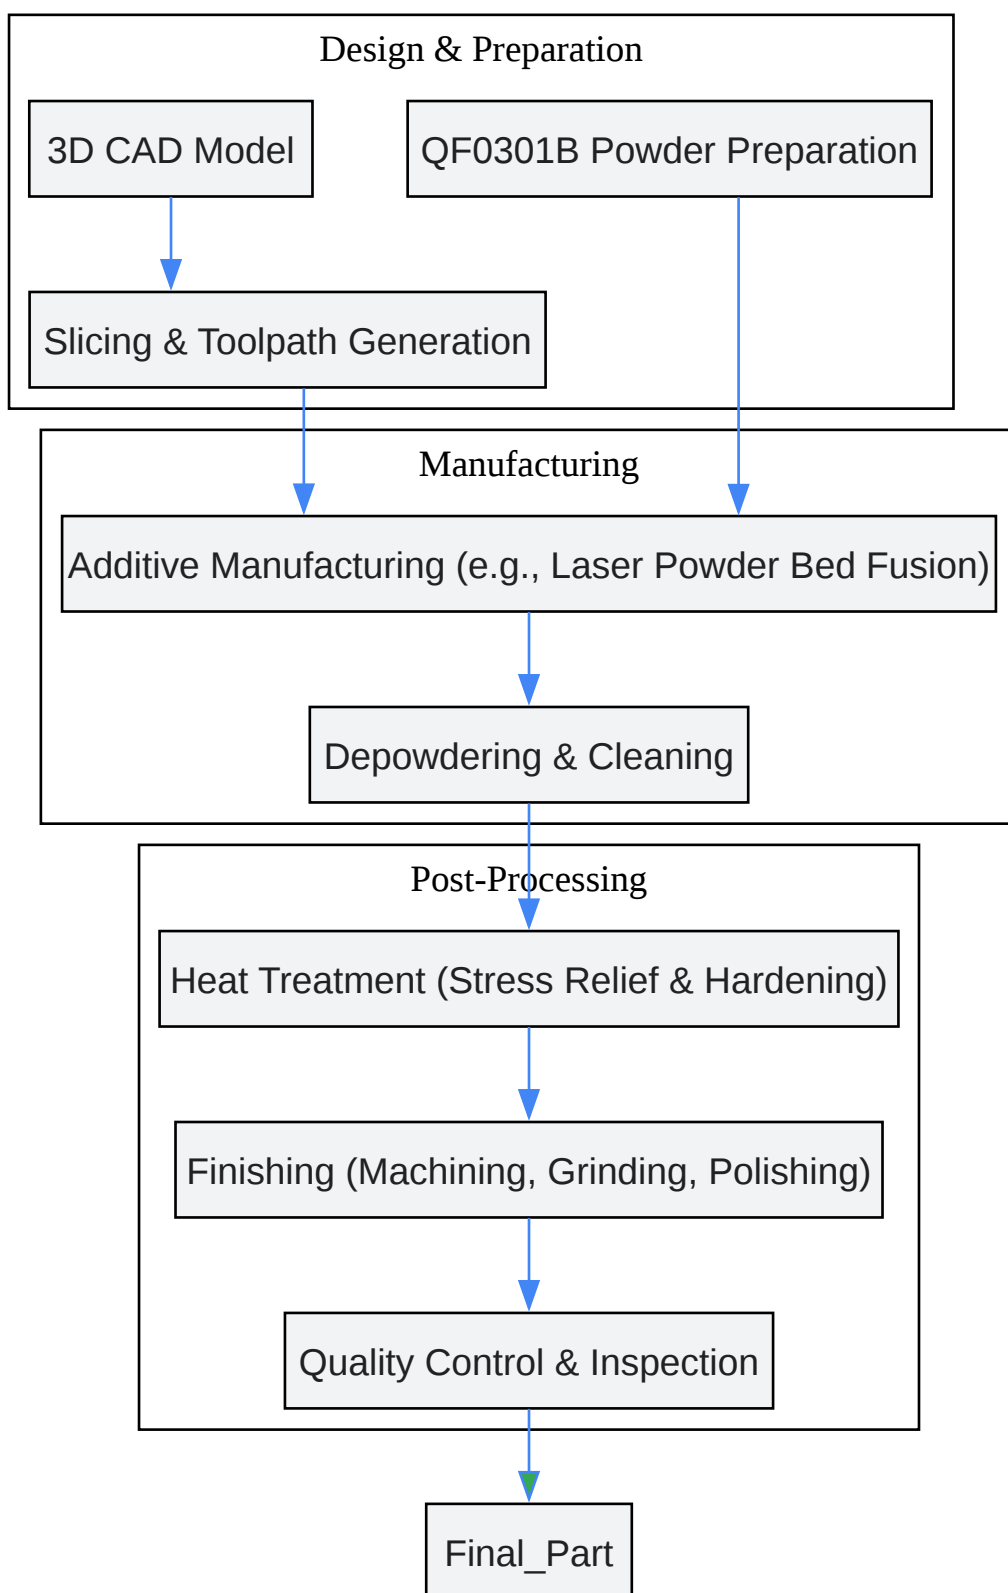 Design & Preparation
3D CAD Model
QF0301B Powder Preparation
Slicing & Toolpath Generation
Manufacturing
Additive Manufacturing (e.g., Laser Powder Bed Fusion)
Depowdering & Cleaning
Post-Processing
Heat Treatment (Stress Relief & Hardening)
Finishing (Machining, Grinding, Polishing)
Quality Control & Inspection
Final_Part